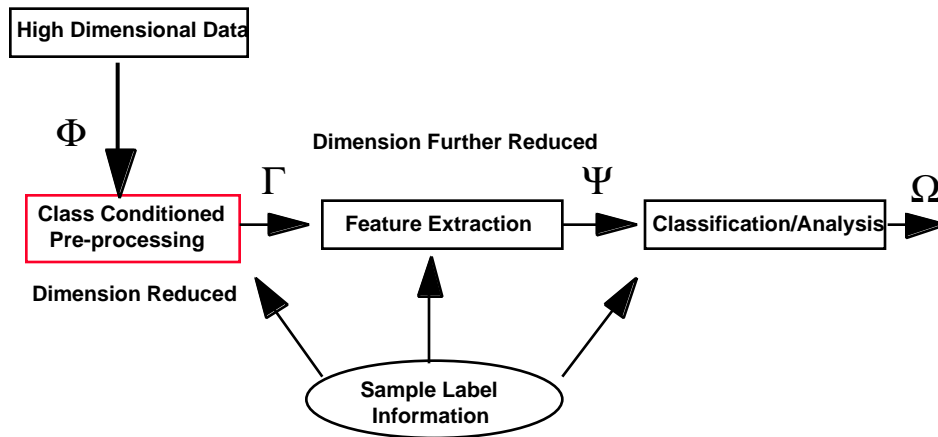 High Dimensional Data
Φ
Dimension Further Reduced
Γ
Ψ
Ω
Class Conditioned
Pre-processing
Feature Extraction
Classification/Analysis
Dimension Reduced
Sample Label
Information